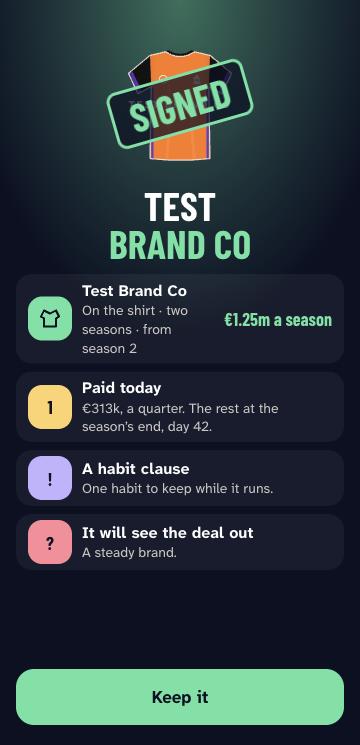 SIGNED
TEST
BRAND CO
Test Brand Co
On the shirt · two
seasons · from
season 2
€1.25m a season
1
Paid today
€313k, a quarter. The rest at the
season's end, day 42.
!
A habit clause
One habit to keep while it runs.
?
It will see the deal out
A steady brand.
Keep it